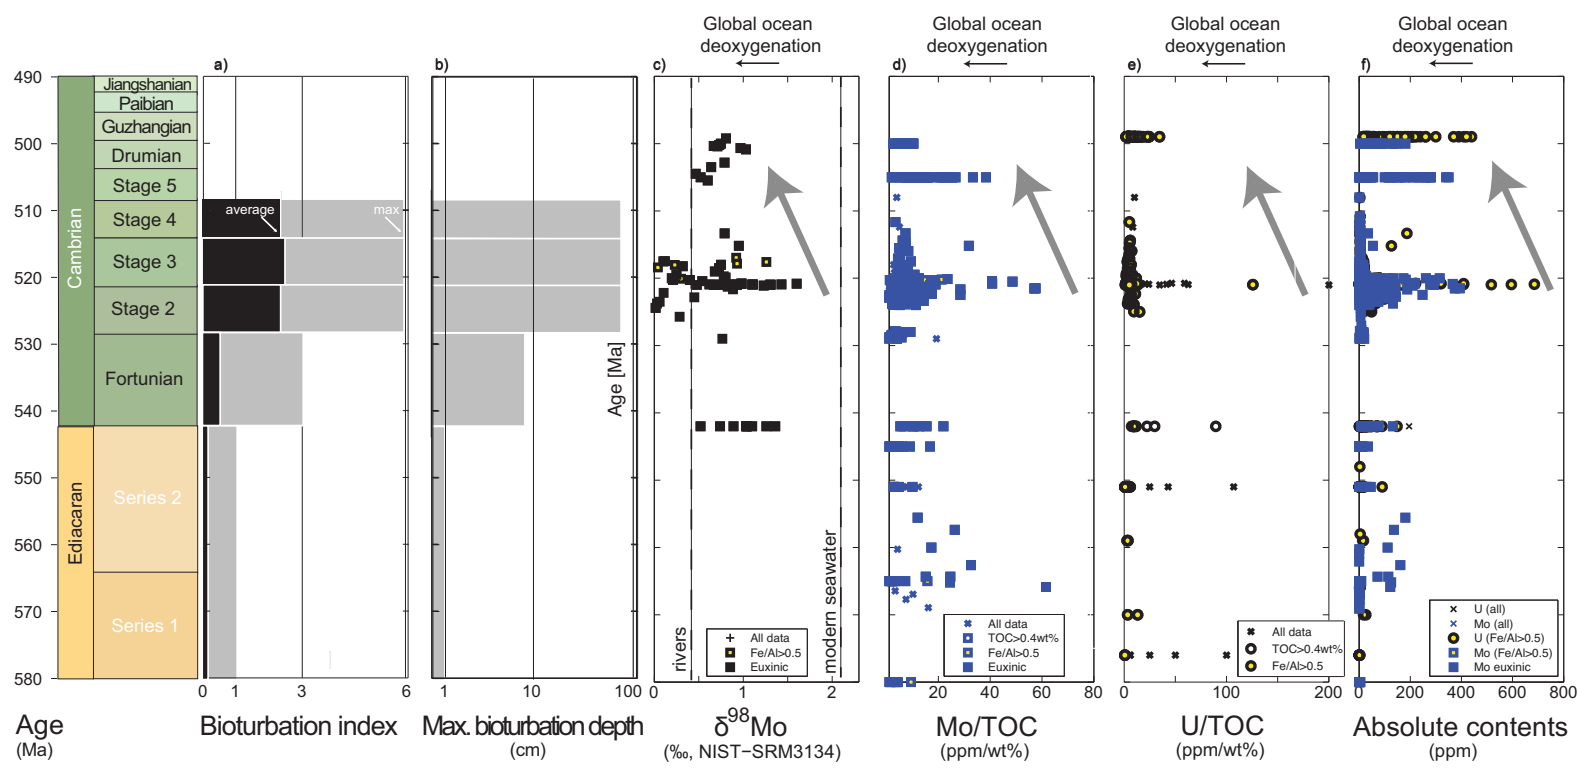 Global ocean
deoxygenation
Global ocean
deoxygenation
Global ocean
deoxygenation
Global ocean
deoxygenation
a)
b)
c)
d)
e)
f)
490
500
510
520
530
540
550
560
570
580
Cambrian
Ediacaran
Jiangshanian
Paibian
Guzhangian
Drumian
Stage 5
Stage 4
Stage 3
Stage 2
Fortunian
Series 2
Series 1
average
max
Age [Ma]
rivers
modern seawater
All data
Fe/Al>0.5
Euxinic
All data
TOC>0.4wt%
Fe/Al>0.5
Euxinic
All data
TOC>0.4wt%
Fe/Al>0.5
U (all)
Mo (all)
U (Fe/Al>0.5)
Mo (Fe/Al>0.5)
Mo euxinic
0 1 3 6
1 10 100
0 1 2
20 40 60 80
0 200
0 200 400 600 800
Age
(Ma)
Bioturbation index
Max. bioturbation depth
(cm)
δ98Mo
(‰, NIST−SRM3134)
Mo/TOC
(ppm/wt%)
U/TOC
(ppm/wt%)
Absolute contents
(ppm)